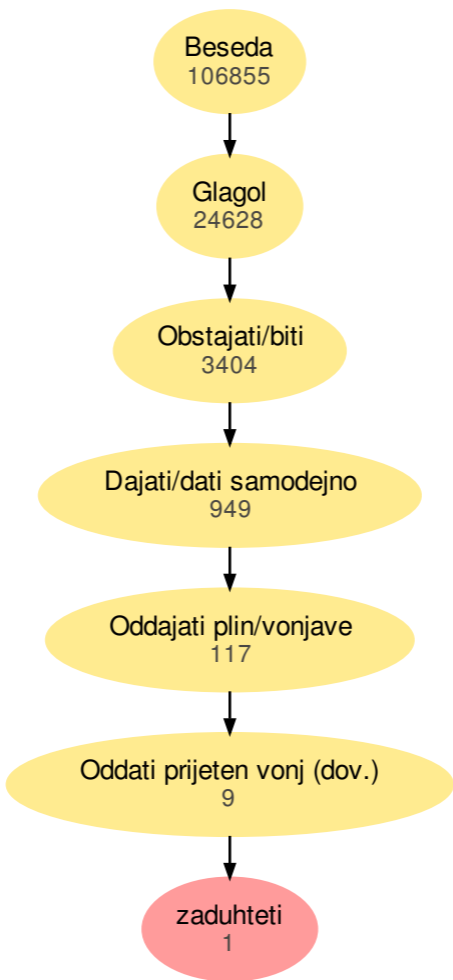 Beseda
106855
Glagol
24628
Obstajati/biti
3404
Dajati/dati samodejno
949
Oddajati plin/vonjave
117
Oddati prijeten vonj (dov.)
9
zaduhteti
1